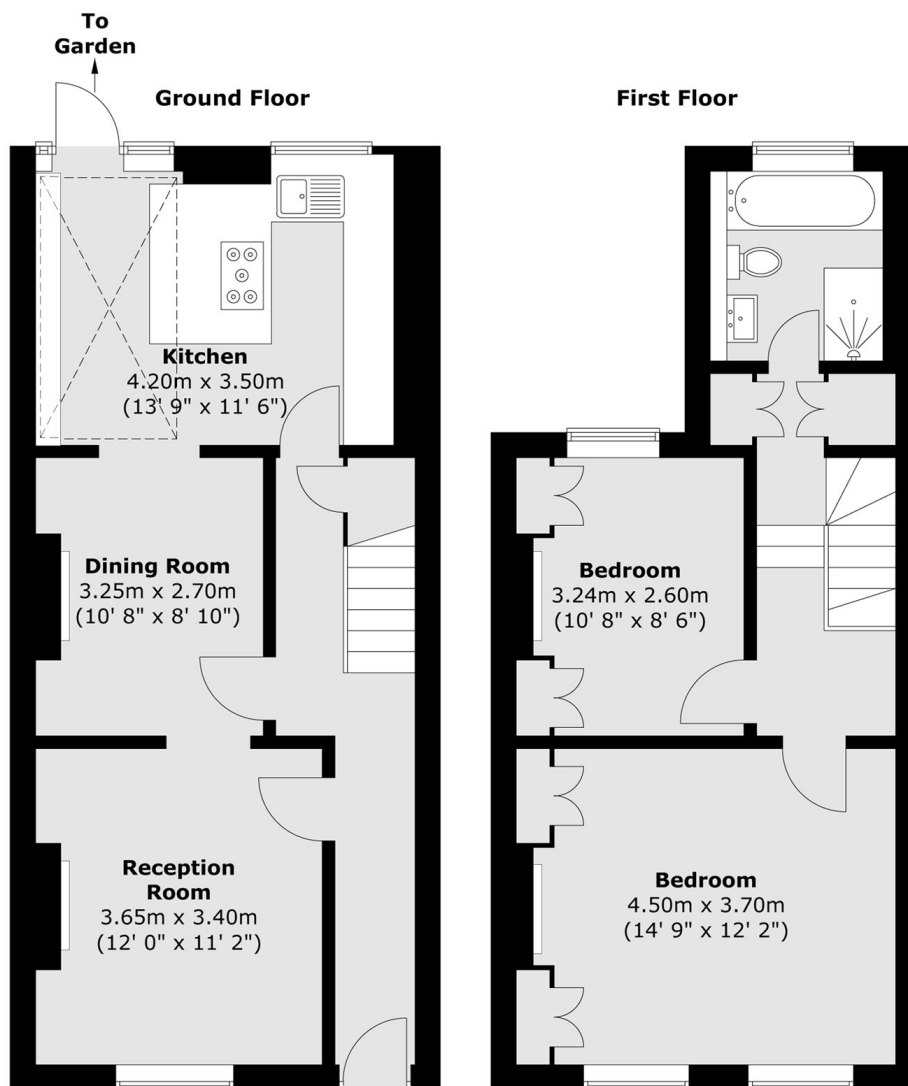 To
Garden
Ground Floor
First Floor
Kitchen
4.20m x 3.50m
(13' 9" x 11' 6")
Dining Room
3.25m x 2.70m
(10' 8" x 8' 10")
Reception
Room
3.65m x 3.40m
(12' 0" x 11' 2")
Bedroom
3.24m x 2.60m
(10' 8" x 8' 6")
Bedroom
4.50m x 3.70m
(14' 9" x 12' 2")